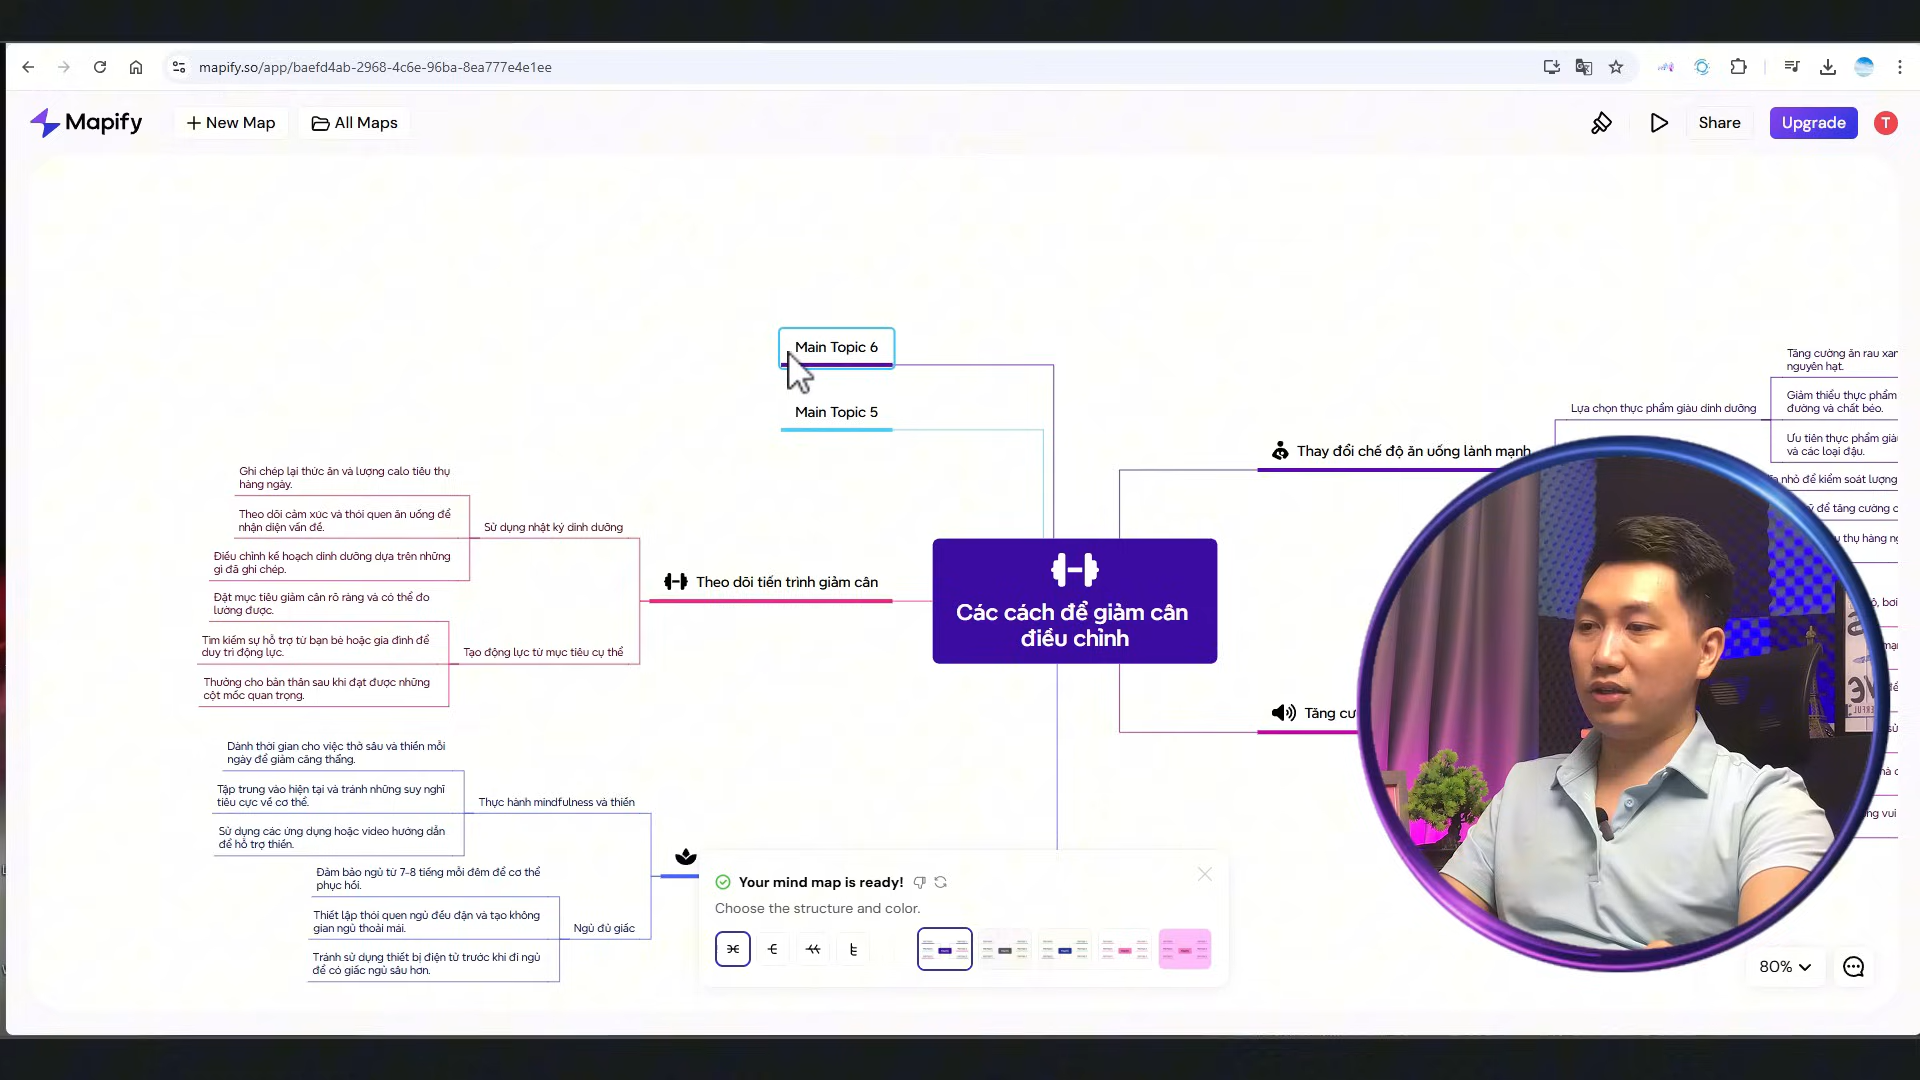 mapify.so/app/baefd4ab-2968-4c6e-96ba-8ea777e4e1ee
Mapify
New Map
All Maps
Share
Upgrade
T
Main Topic 6
Main Topic 5
Ghi chép lại thức ăn và lượng calo tiêu thụ
hàng ngày.
Theo dõi cảm xúc và thói quen ăn uống để
nhận diện vấn đề.
Điều chỉnh kế hoạch dinh dưỡng dựa trên những
gì đã ghi chép.
Sử dụng nhật ký dinh dưỡng
Đặt mục tiêu giảm cân rõ ràng và có thể đo
lường được.
Tìm kiếm sự hỗ trợ từ bạn bè hoặc gia đình để
duy trì động lực.
Thưởng cho bản thân sau khi đạt được những
cột mốc quan trọng.
Tạo động lực từ mục tiêu cụ thể
Theo dõi tiến trình giảm cân
Các cách để giảm cân
điều chỉnh
Dành thời gian cho việc thở sâu và thiền mỗi
ngày để giảm căng thẳng.
Tập trung vào hiện tại và tránh những suy nghĩ
tiêu cực về cơ thể.
Sử dụng các ứng dụng hoặc video hướng dẫn
để hỗ trợ thiền.
Thực hành mindfulness và thiền
Đảm bảo ngủ từ 7-8 tiếng mỗi đêm để cơ thể
phục hồi.
Thiết lập thói quen ngủ đều đặn và tạo không
gian ngủ thoải mái.
Tránh sử dụng thiết bị điện tử trước khi đi ngủ
để có giấc ngủ sâu hơn.
Ngủ đủ giấc
Thay đổi chế độ ăn uống lành mạnh
Lựa chọn thực phẩm giàu dinh dưỡng
Tăng cường ăn rau xan
nguyên hạt.
Giảm thiểu thực phẩm
đường và chất béo.
Ưu tiên thực phẩm già
và các loại đậu.
nhỏ để kiểm soát lượng
để tăng cường c
thụ hàng ng
Tăng cư
Your mind map is ready!
Choose the structure and color.
80%